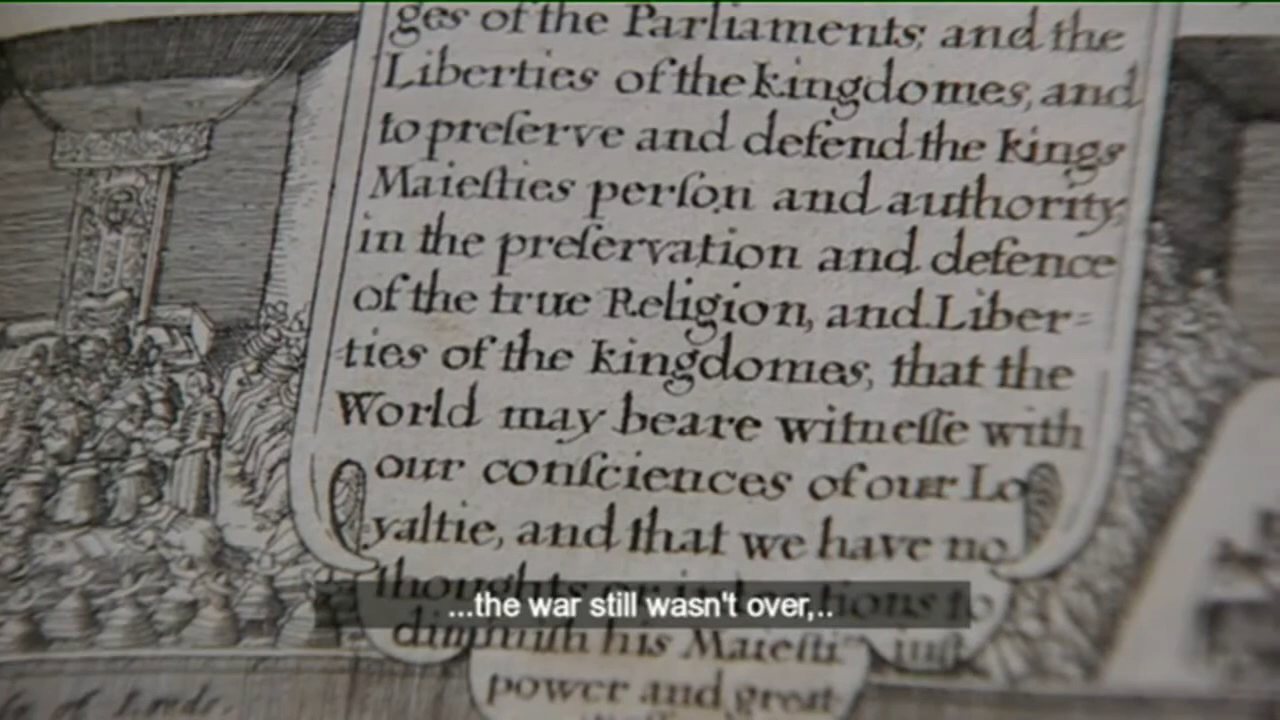 ges of the Parliaments; and the
Liberties of the kingdomes, and
to preſerve and defend the kings
Maieſties perſon and authority,
in the preſervation and defence
of the true Religion, and Liber=
ties of the kingdomes, that the
World may beare witneſſe with
our conſciences of our Lo
yaltie, and that we have no
thoughts
...the war still wasn't over,..
his Maieſti
power and great
of Lords.